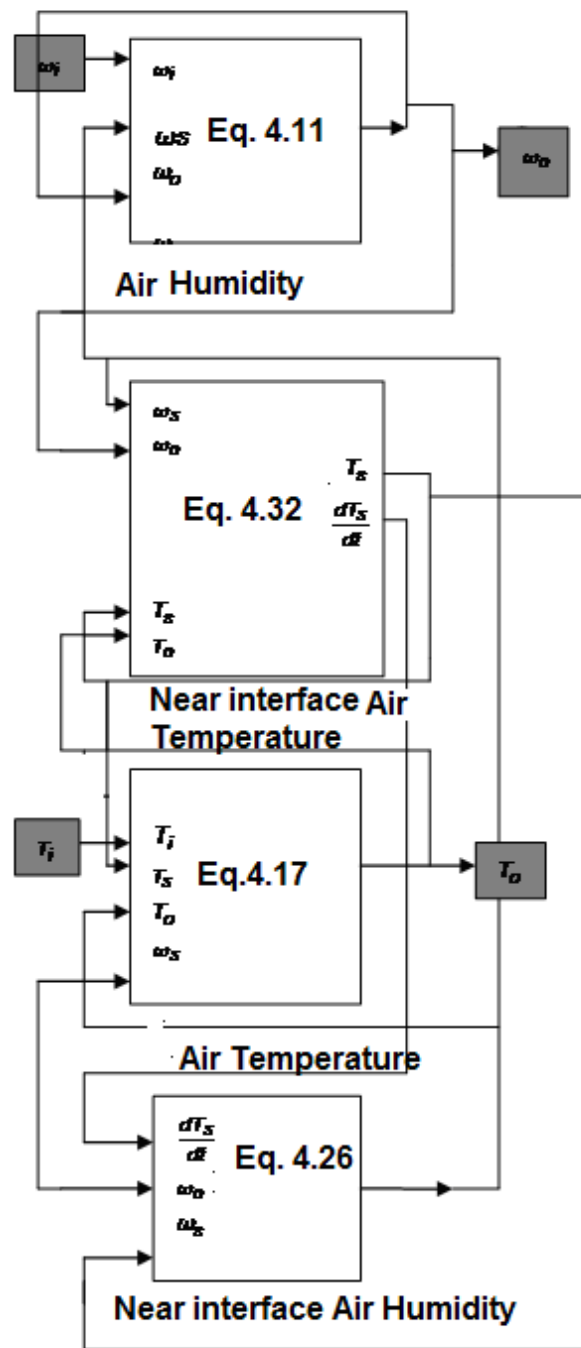 ωi
ωi
ωS
Eq. 4.11
ωo
ωo
Air Humidity
ωs
ωo
Ts
Eq. 4.32
dTs
dt
Ts
To
Near interface Air
Temperature
Ti
Ti
Ts
Eq.4.17
To
To
ωs
Air Temperature
dTs
dt
Eq. 4.26
ωo
ωs
Near interface Air Humidity